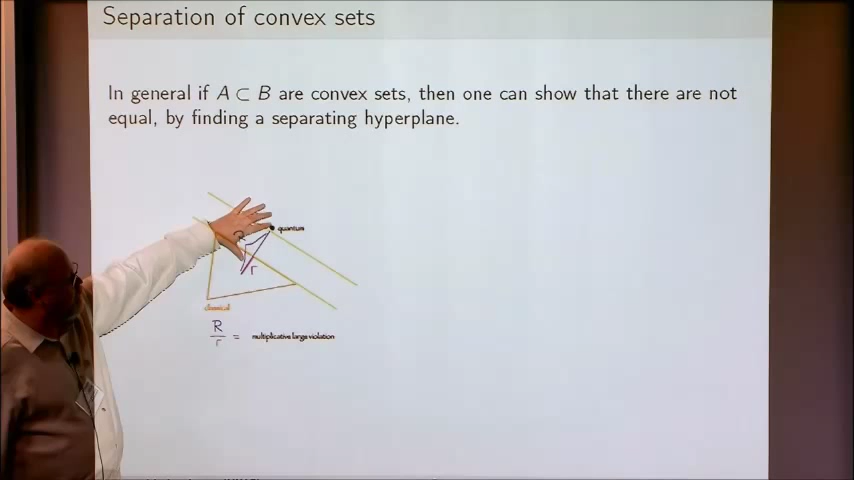 Separation of convex sets
In general if A ⊂ B are convex sets, then one can show that there are not
equal, by finding a separating hyperplane.
quantum
R
r
classical
R
r = multiplicative large violation